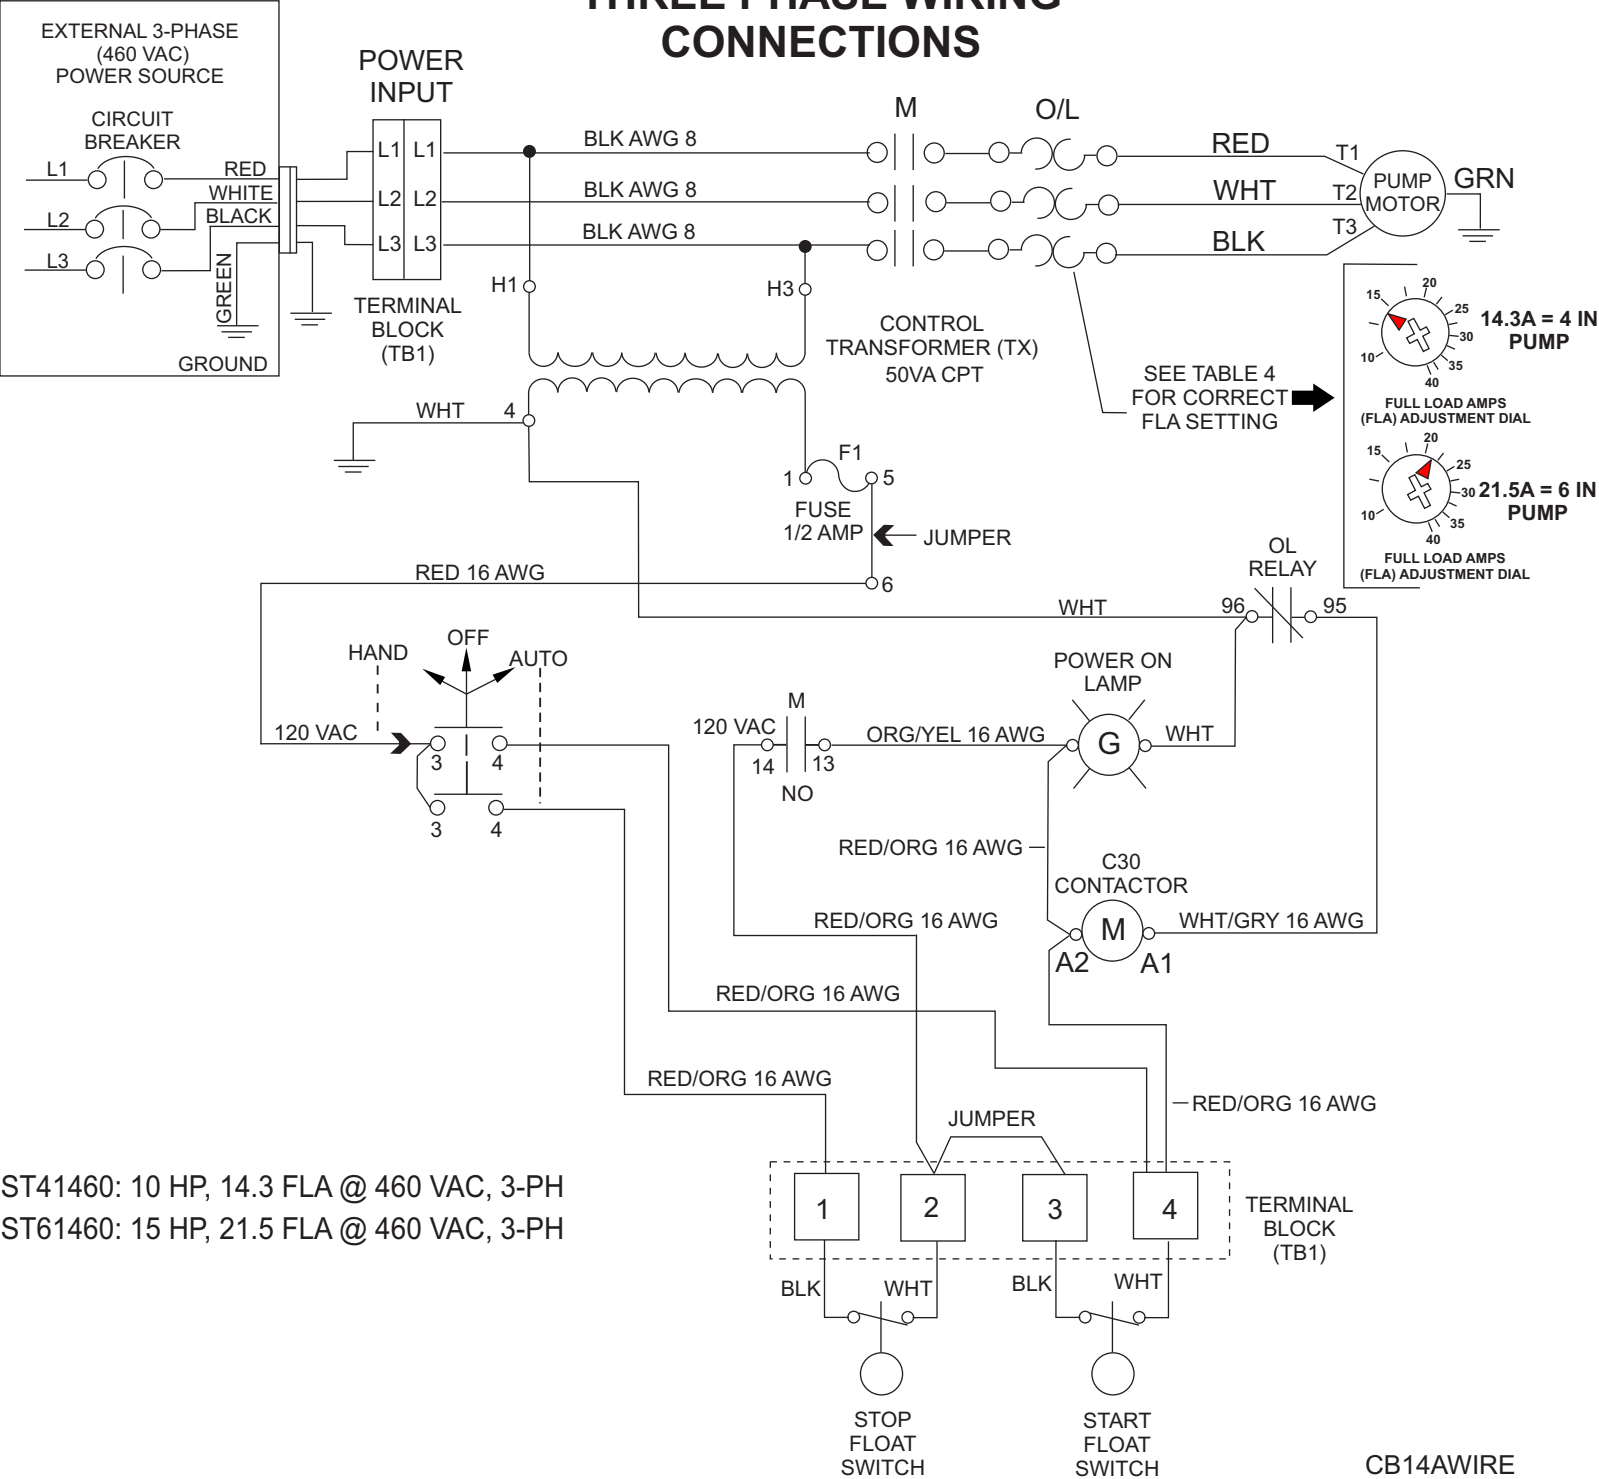 THREE PHASE WIRING
CONNECTIONS
EXTERNAL 3-PHASE
(460 VAC)
POWER SOURCE
CIRCUIT
BREAKER
L1
L2
L3
RED
WHITE
BLACK
GREEN
GROUND
POWER
INPUT
L1 L1
L2 L2
L3 L3
TERMINAL
BLOCK
(TB1)
BLK AWG 8
BLK AWG 8
BLK AWG 8
M
O/L
RED
WHT
BLK
T1
T2
T3
PUMP
MOTOR
GRN
H1
H3
CONTROL
TRANSFORMER (TX)
50VA CPT
SEE TABLE 4
FOR CORRECT
FLA SETTING
10
15
20
25
30
35
40
14.3A = 4 IN
PUMP
FULL LOAD AMPS
(FLA) ADJUSTMENT DIAL
10
15
20
25
30
35
40
21.5A = 6 IN
PUMP
FULL LOAD AMPS
(FLA) ADJUSTMENT DIAL
WHT
4
1
F1
5
FUSE
1/2 AMP
JUMPER
6
RED 16 AWG
WHT
OL
RELAY
96
95
HAND
OFF
AUTO
120 VAC
3
4
3
4
M
120 VAC
14
13
NO
ORG/YEL 16 AWG
POWER ON
LAMP
G
WHT
RED/ORG 16 AWG
C30
CONTACTOR
M
A2
A1
WHT/GRY 16 AWG
RED/ORG 16 AWG
RED/ORG 16 AWG
RED/ORG 16 AWG
RED/ORG 16 AWG
JUMPER
1
2
3
4
TERMINAL
BLOCK
(TB1)
BLK
WHT
BLK
WHT
STOP
FLOAT
SWITCH
START
FLOAT
SWITCH
ST41460: 10 HP, 14.3 FLA @ 460 VAC, 3-PH
ST61460: 15 HP, 21.5 FLA @ 460 VAC, 3-PH
CB14AWIRE